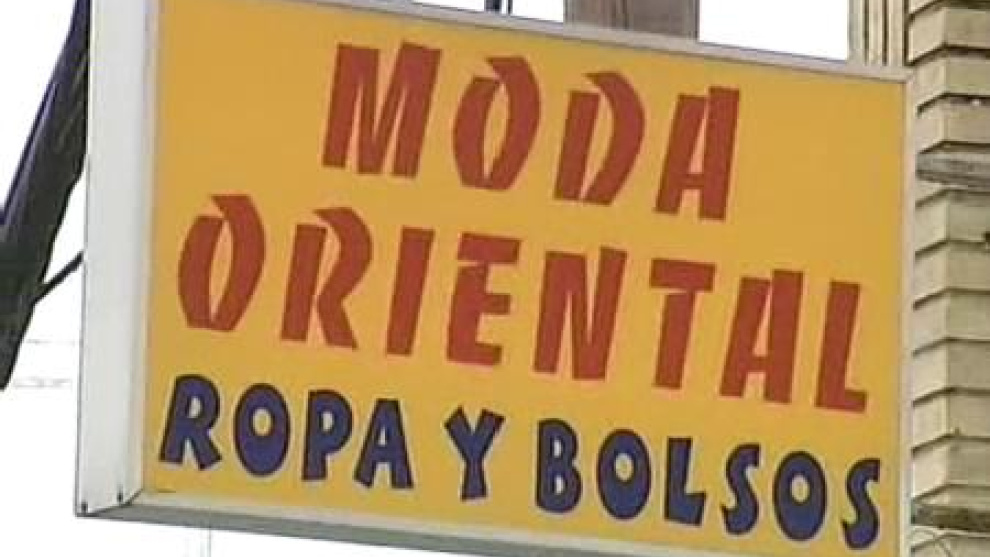 MODA
ORIENTAL
ROPA Y BOLSOS